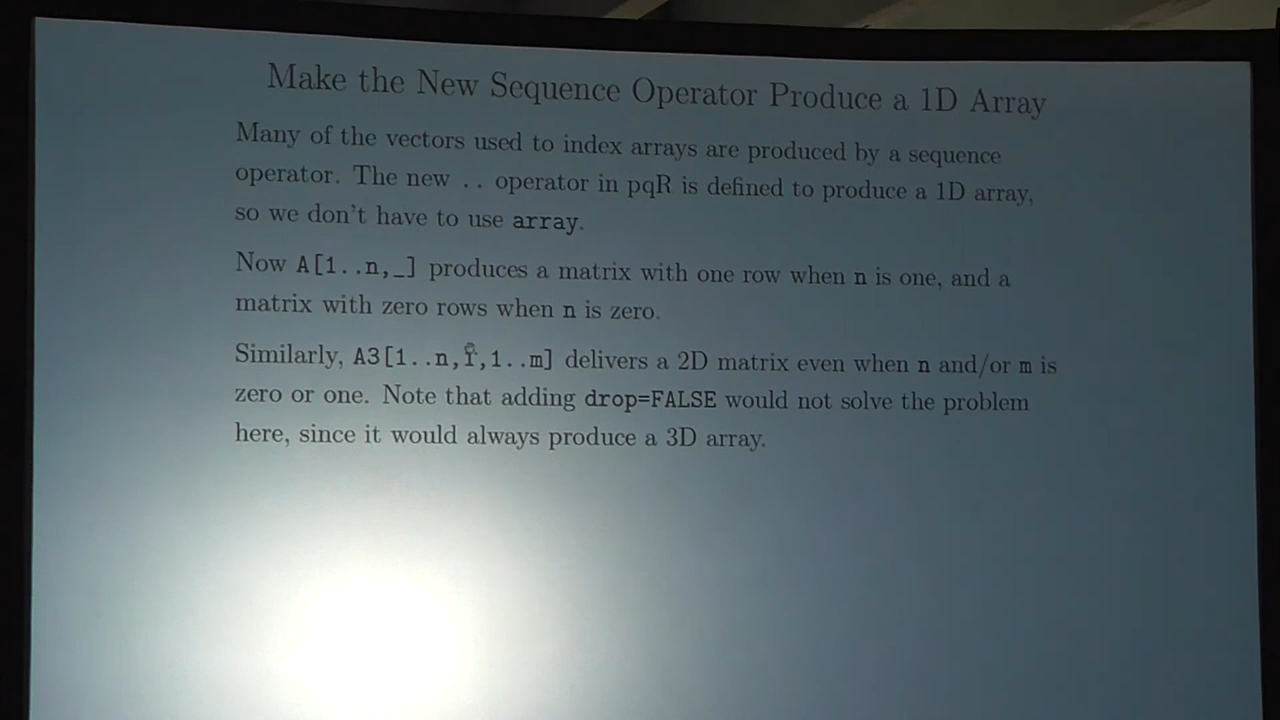 Make the New Sequence Operator Produce a 1D Array
Many of the vectors used to index arrays are produced by a sequence
operator. The new .. operator in pqR is defined to produce a 1D array,
so we don't have to use array.
Now A[1..n,_] produces a matrix with one row when n is one, and a
matrix with zero rows when n is zero.
Similarly, A3[1..n,1,1..m] delivers a 2D matrix even when n and/or m is
zero or one. Note that adding drop=FALSE would not solve the problem
here, since it would always produce a 3D array.